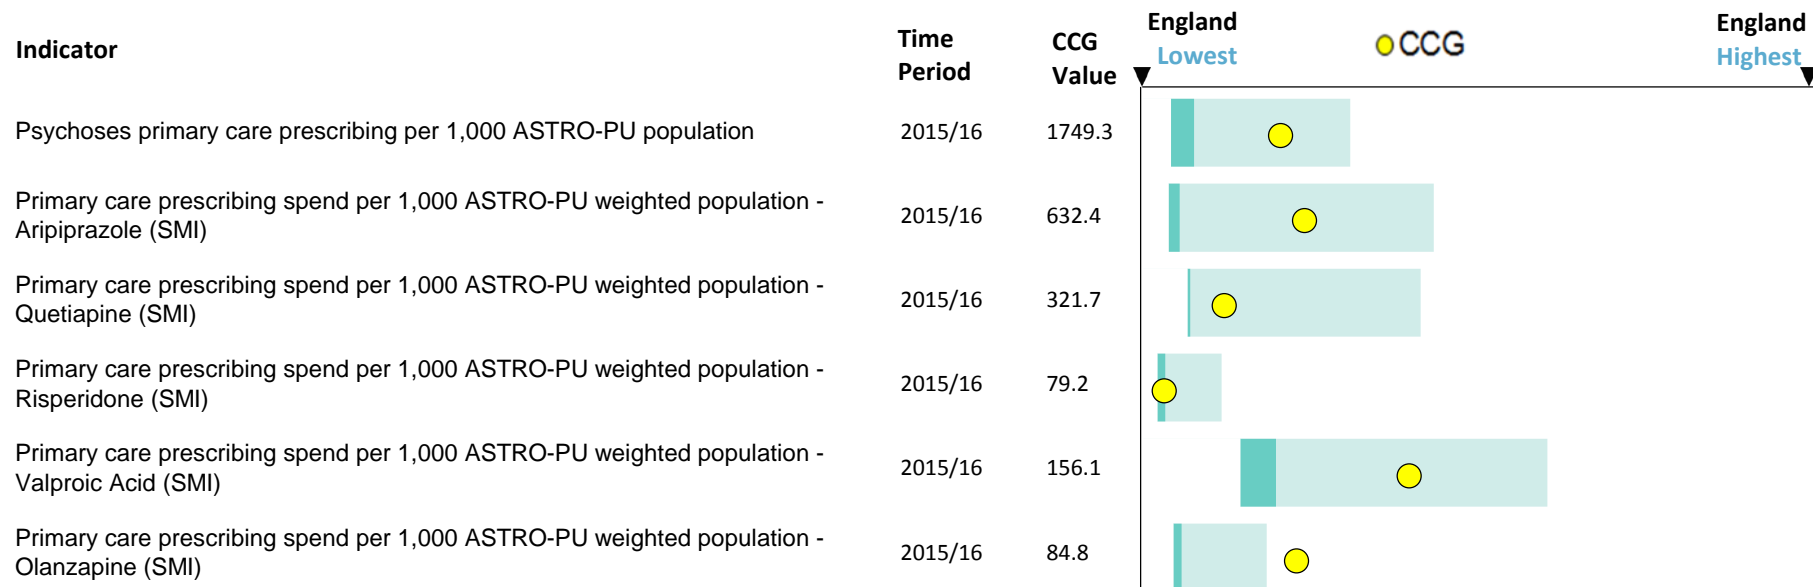 Indicator
Time Period
CCG Value
England Lowest
CCG
England Highest
Psychoses primary care prescribing per 1,000 ASTRO-PU population 2015/16 1749.3
Primary care prescribing spend per 1,000 ASTRO-PU weighted population -
Aripiprazole (SMI) 2015/16 632.4
Primary care prescribing spend per 1,000 ASTRO-PU weighted population -
Quetiapine (SMI) 2015/16 321.7
Primary care prescribing spend per 1,000 ASTRO-PU weighted population -
Risperidone (SMI) 2015/16 79.2
Primary care prescribing spend per 1,000 ASTRO-PU weighted population -
Valproic Acid (SMI) 2015/16 156.1
Primary care prescribing spend per 1,000 ASTRO-PU weighted population -
Olanzapine (SMI) 2015/16 84.8